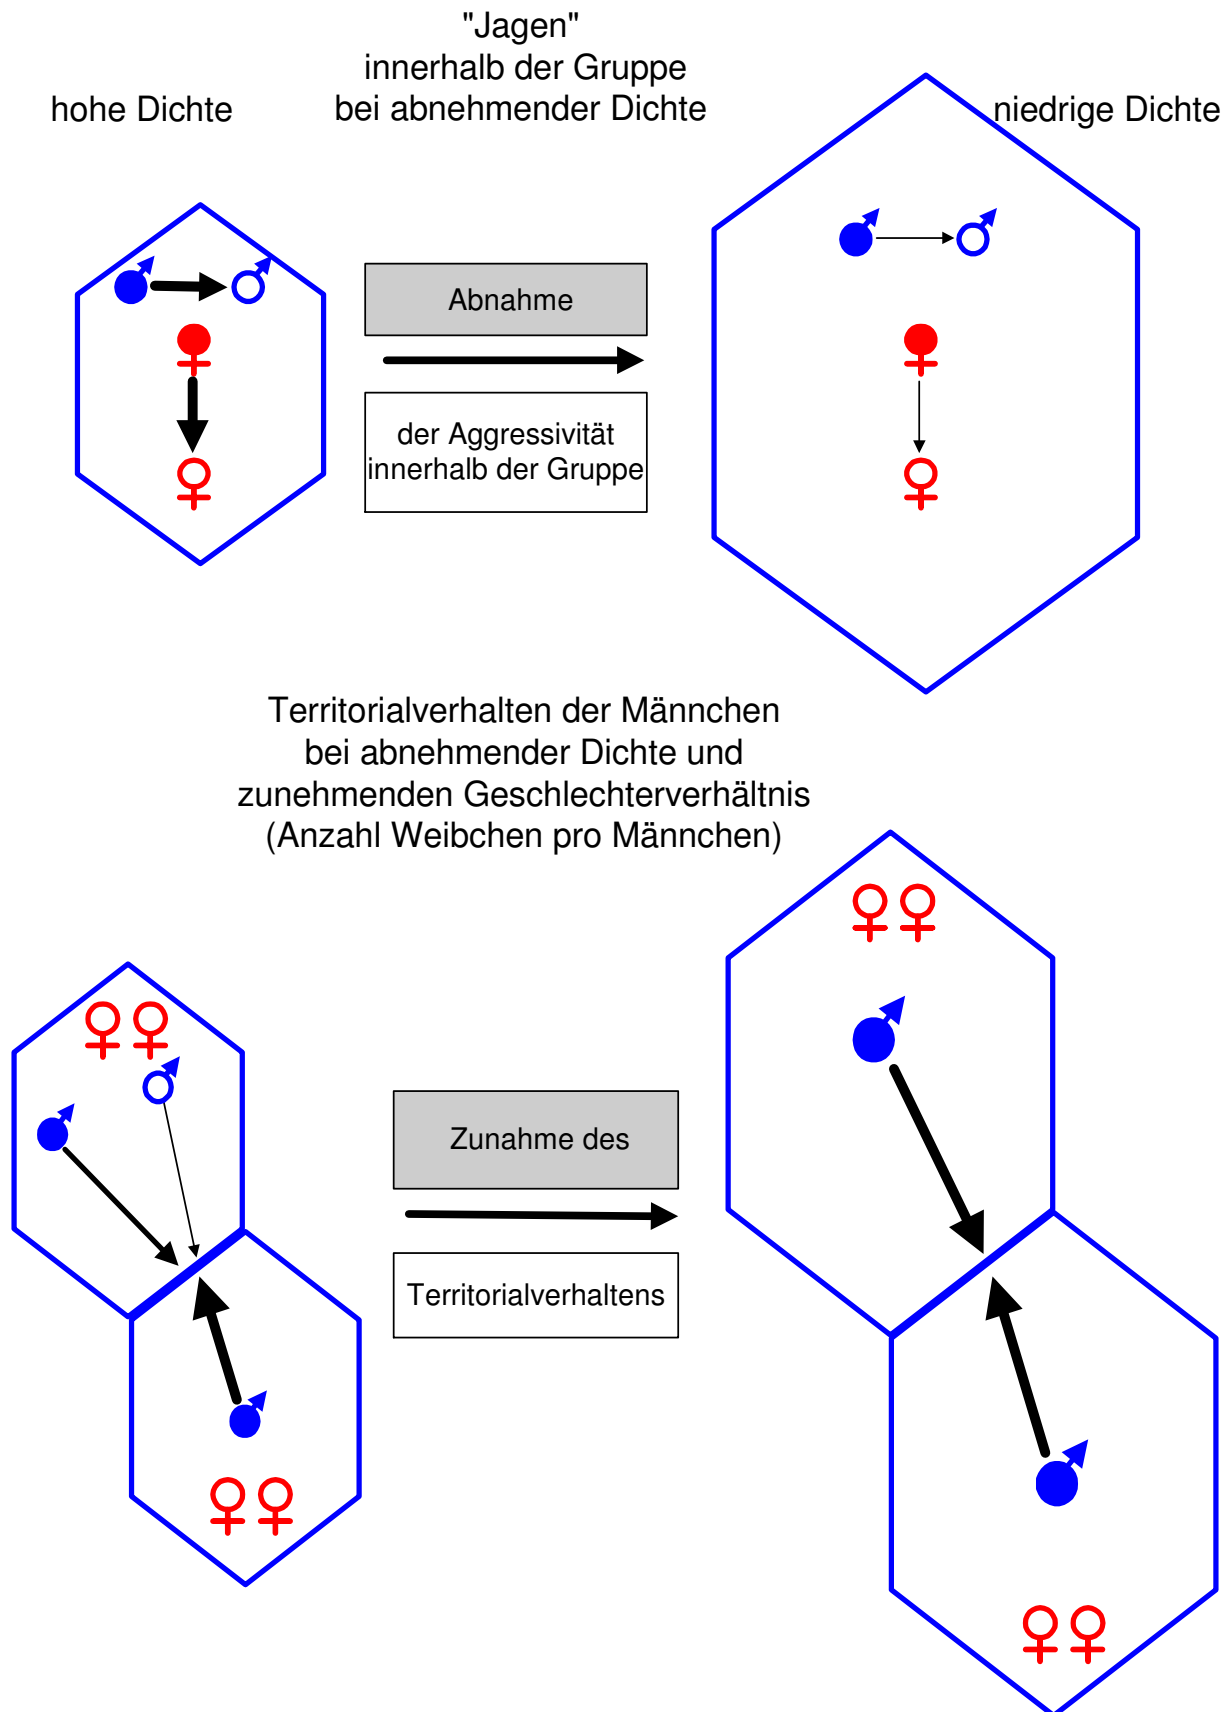 "Jagen"
innerhalb der Gruppe
bei abnehmender Dichte
hohe Dichte
niedrige Dichte
Abnahme
der Aggressivität
innerhalb der Gruppe
Territorialverhalten der Männchen
bei abnehmender Dichte und
zunehmenden Geschlechterverhältnis
(Anzahl Weibchen pro Männchen)
Zunahme des
Territorialverhaltens